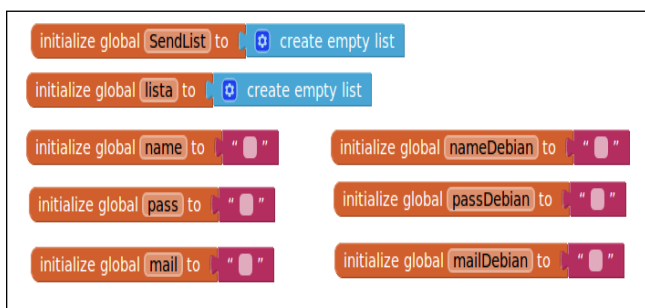 initialize global SendList to create empty list
initialize global lista to create empty list
initialize global name to " "
initialize global nameDebian to " "
initialize global pass to " "
initialize global passDebian to " "
initialize global mail to " "
initialize global mailDebian to " "